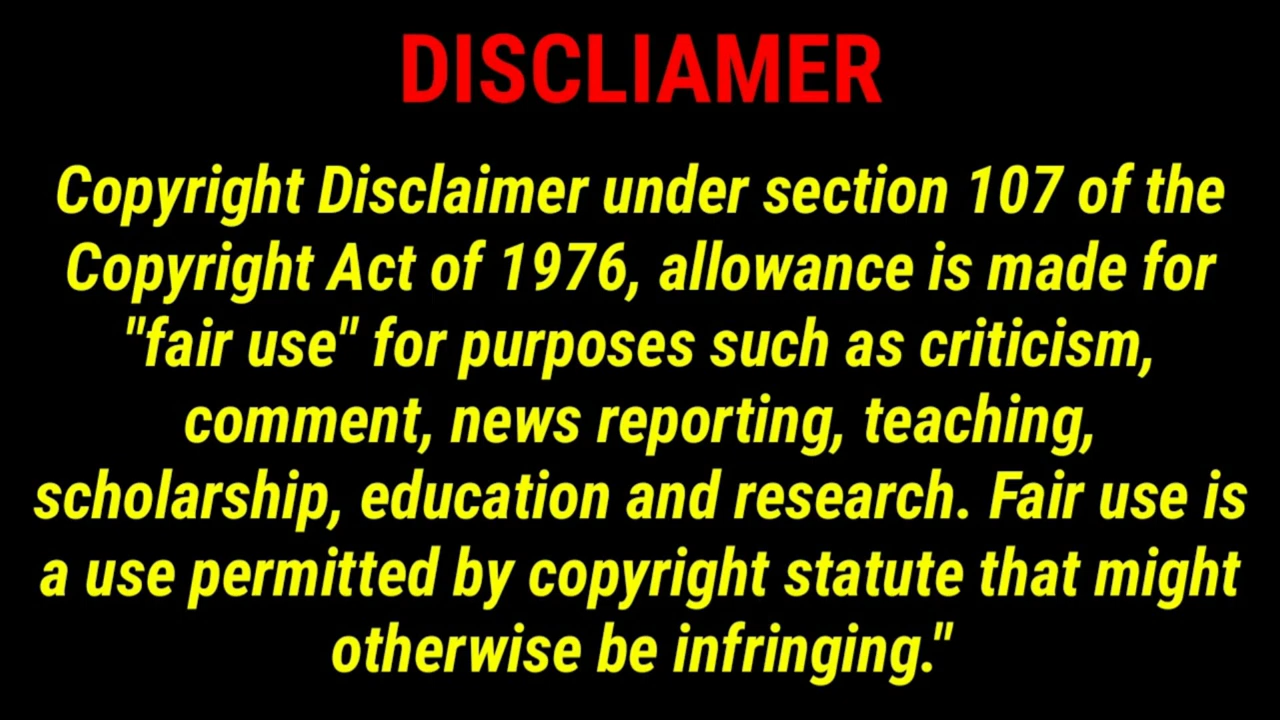 DISCLIAMER
Copyright Disclaimer under section 107 of the
Copyright Act of 1976, allowance is made for
"fair use" for purposes such as criticism,
comment, news reporting, teaching,
scholarship, education and research. Fair use is
a use permitted by copyright statute that might
otherwise be infringing."